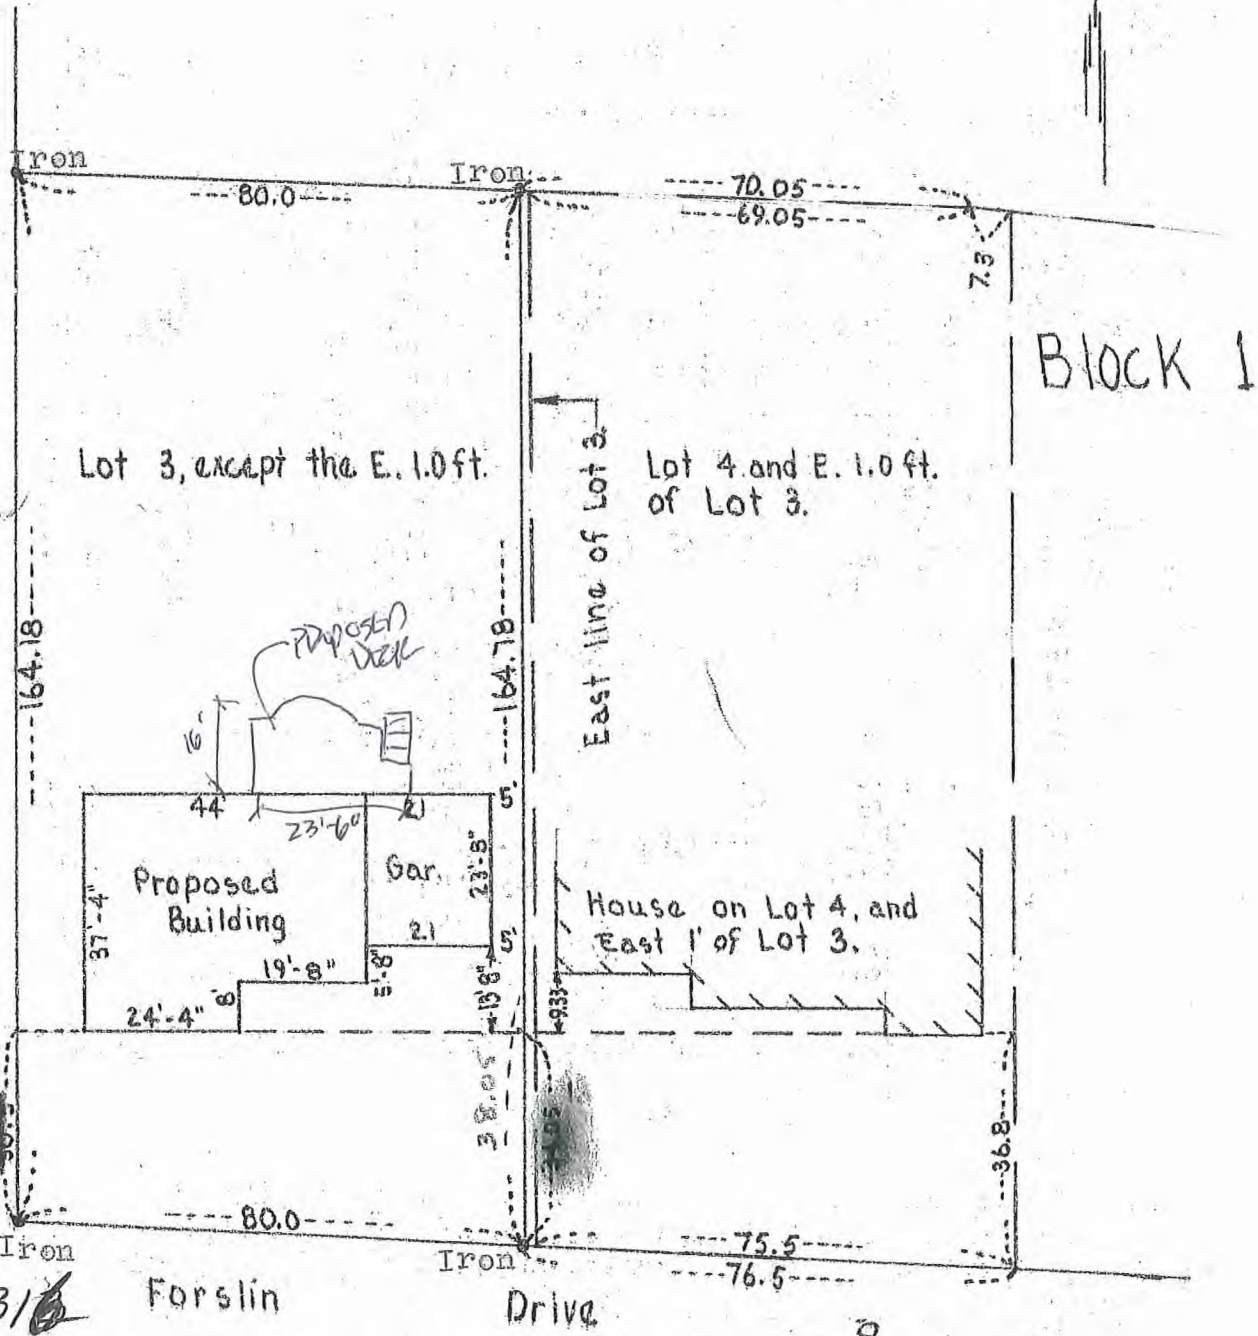 Iron
Iron
80.0
70.05
69.05
7.3
Block 1
Lot 3, except the E. 1.0 ft.
Lot 4 and E. 1.0 ft.
of Lot 3.
East line of Lot 3.
164.18
164.78
PROPOSED
DECK
16'
44'
23'-6"
21
5'
Proposed
Building
Gar.
23'-8"
37'-4"
21
5'
House on Lot 4, and
East 1' of Lot 3.
19'-8"
8'
24'-4"
13'8"
9.33
38.05
36.8
80.0
75.5
76.5
Iron
Iron
Forslin Drive